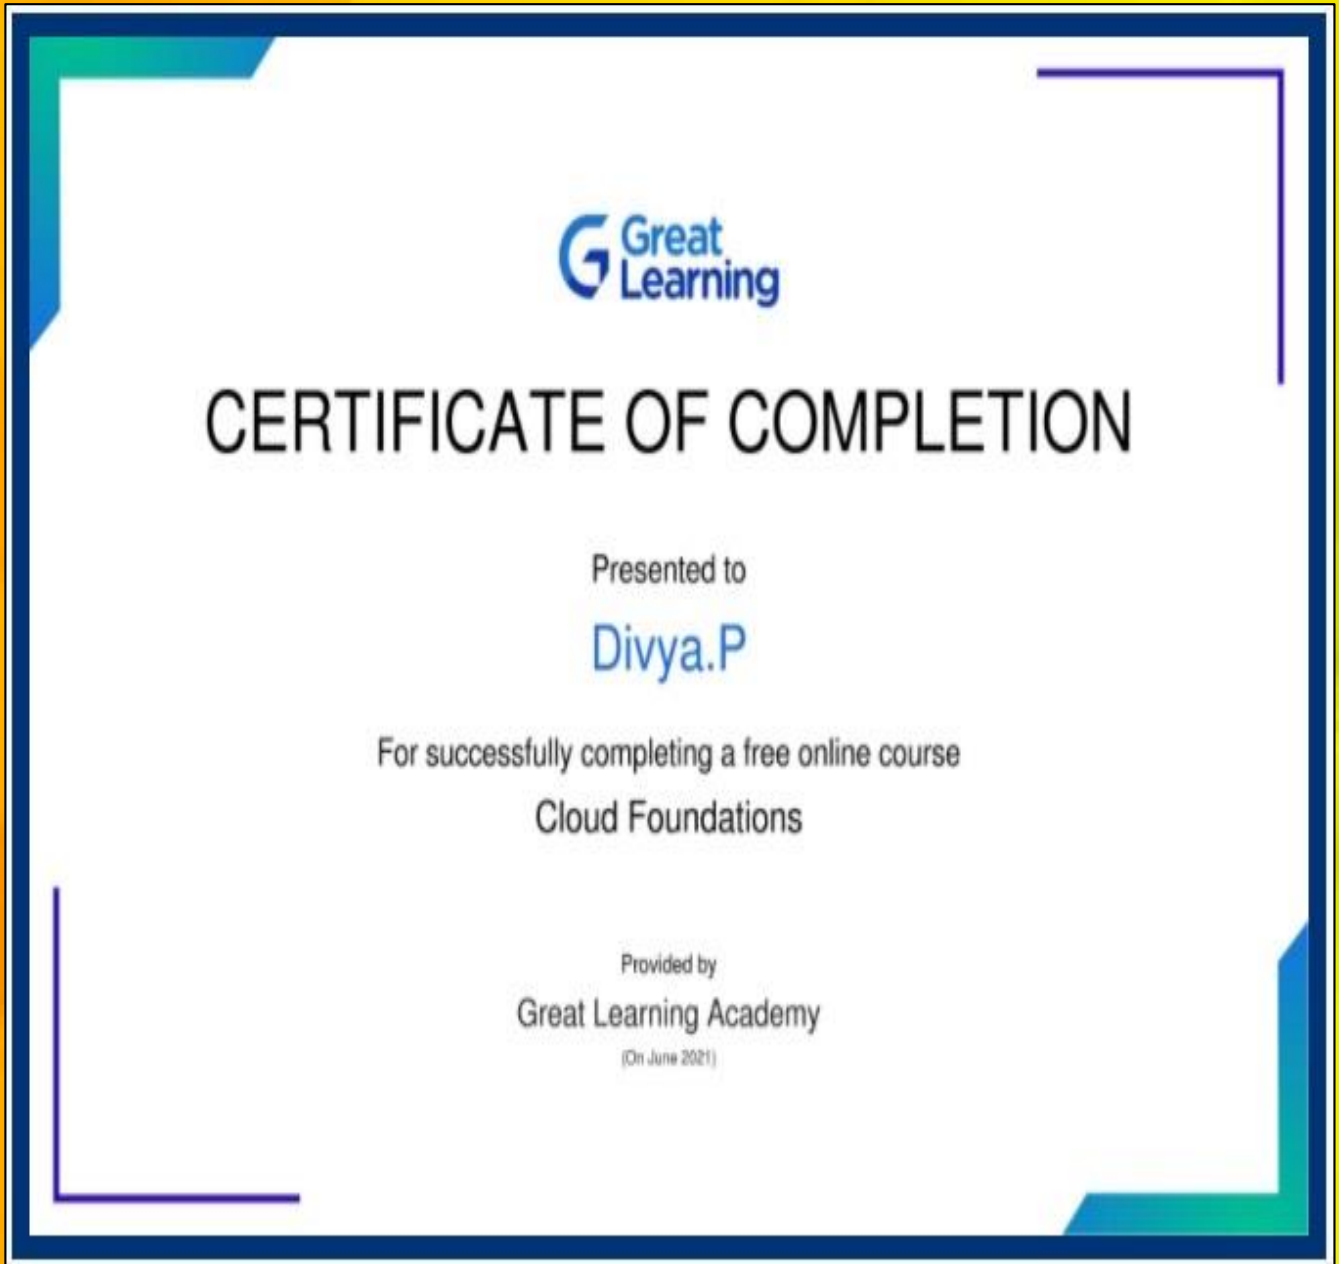 Great
Learning
CERTIFICATE OF COMPLETION
Presented to
Divya.P
For successfully completing a free online course
Cloud Foundations
Provided by
Great Learning Academy
(On June 2021)